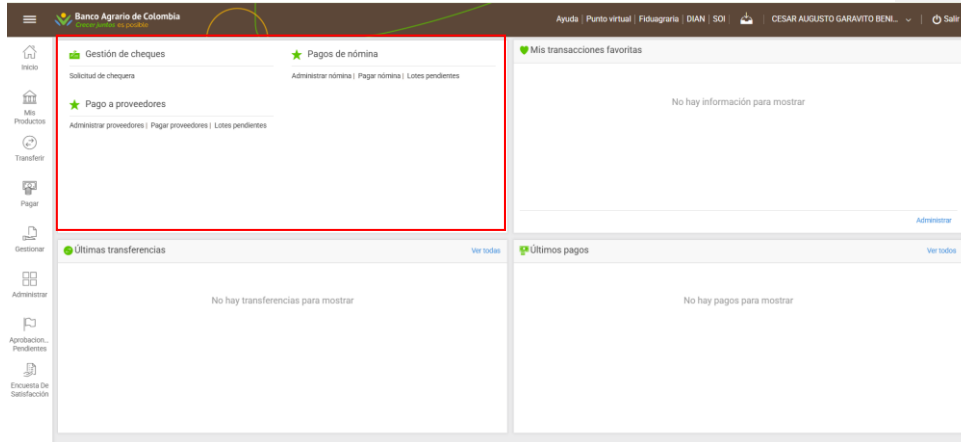 Banco Agrario de Colombia
Crecer juntos es posible
Ayuda | Punto virtual | Fiduagraria | DIAN | SOI | CESAR AUGUSTO GARAVITO BENI... | Salir
Inicio
Mis
Productos
Transferir
Pagar
Gestionar
Administrar
Aprobacion...
Pendientes
Encuesta De
Satisfacción
Gestión de cheques
Solicitud de chequera
Pagos de nómina
Administrar nómina | Pagar nómina | Lotes pendientes
Pago a proveedores
Administrar proveedores | Pagar proveedores | Lotes pendientes
Mis transacciones favoritas
No hay información para mostrar
Administrar
Últimas transferencias
Ver todas
No hay transferencias para mostrar
Últimos pagos
Ver todos
No hay pagos para mostrar